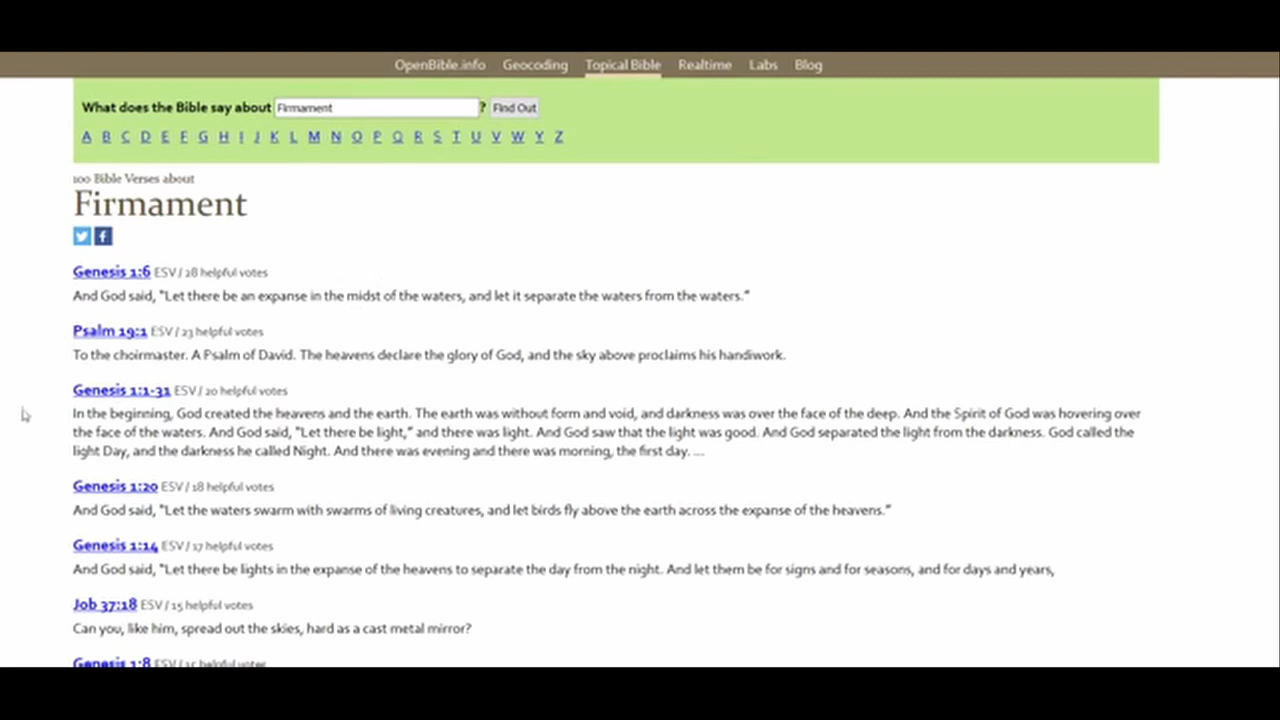 OpenBible.info Geocoding Topical Bible Realtime Labs Blog
What does the Bible say about Firmament ? Find Out
A B C D E F G H I J K L M N O P Q R S T U V W Y Z
100 Bible Verses about
Firmament
Genesis 1:6 ESV / 28 helpful votes
And God said, “Let there be an expanse in the midst of the waters, and let it separate the waters from the waters.”
Psalm 19:1 ESV / 23 helpful votes
To the choirmaster. A Psalm of David. The heavens declare the glory of God, and the sky above proclaims his handiwork.
Genesis 1:1-31 ESV / 20 helpful votes
In the beginning, God created the heavens and the earth. The earth was without form and void, and darkness was over the face of the deep. And the Spirit of God was hovering over
the face of the waters. And God said, “Let there be light,” and there was light. And God saw that the light was good. And God separated the light from the darkness. God called the
light Day, and the darkness he called Night. And there was evening and there was morning, the first day. ...
Genesis 1:20 ESV / 18 helpful votes
And God said, “Let the waters swarm with swarms of living creatures, and let birds fly above the earth across the expanse of the heavens.”
Genesis 1:14 ESV / 17 helpful votes
And God said, “Let there be lights in the expanse of the heavens to separate the day from the night. And let them be for signs and for seasons, and for days and years,
Job 37:18 ESV / 15 helpful votes
Can you, like him, spread out the skies, hard as a cast metal mirror?
Genesis 1:8 ESV / 15 helpful votes